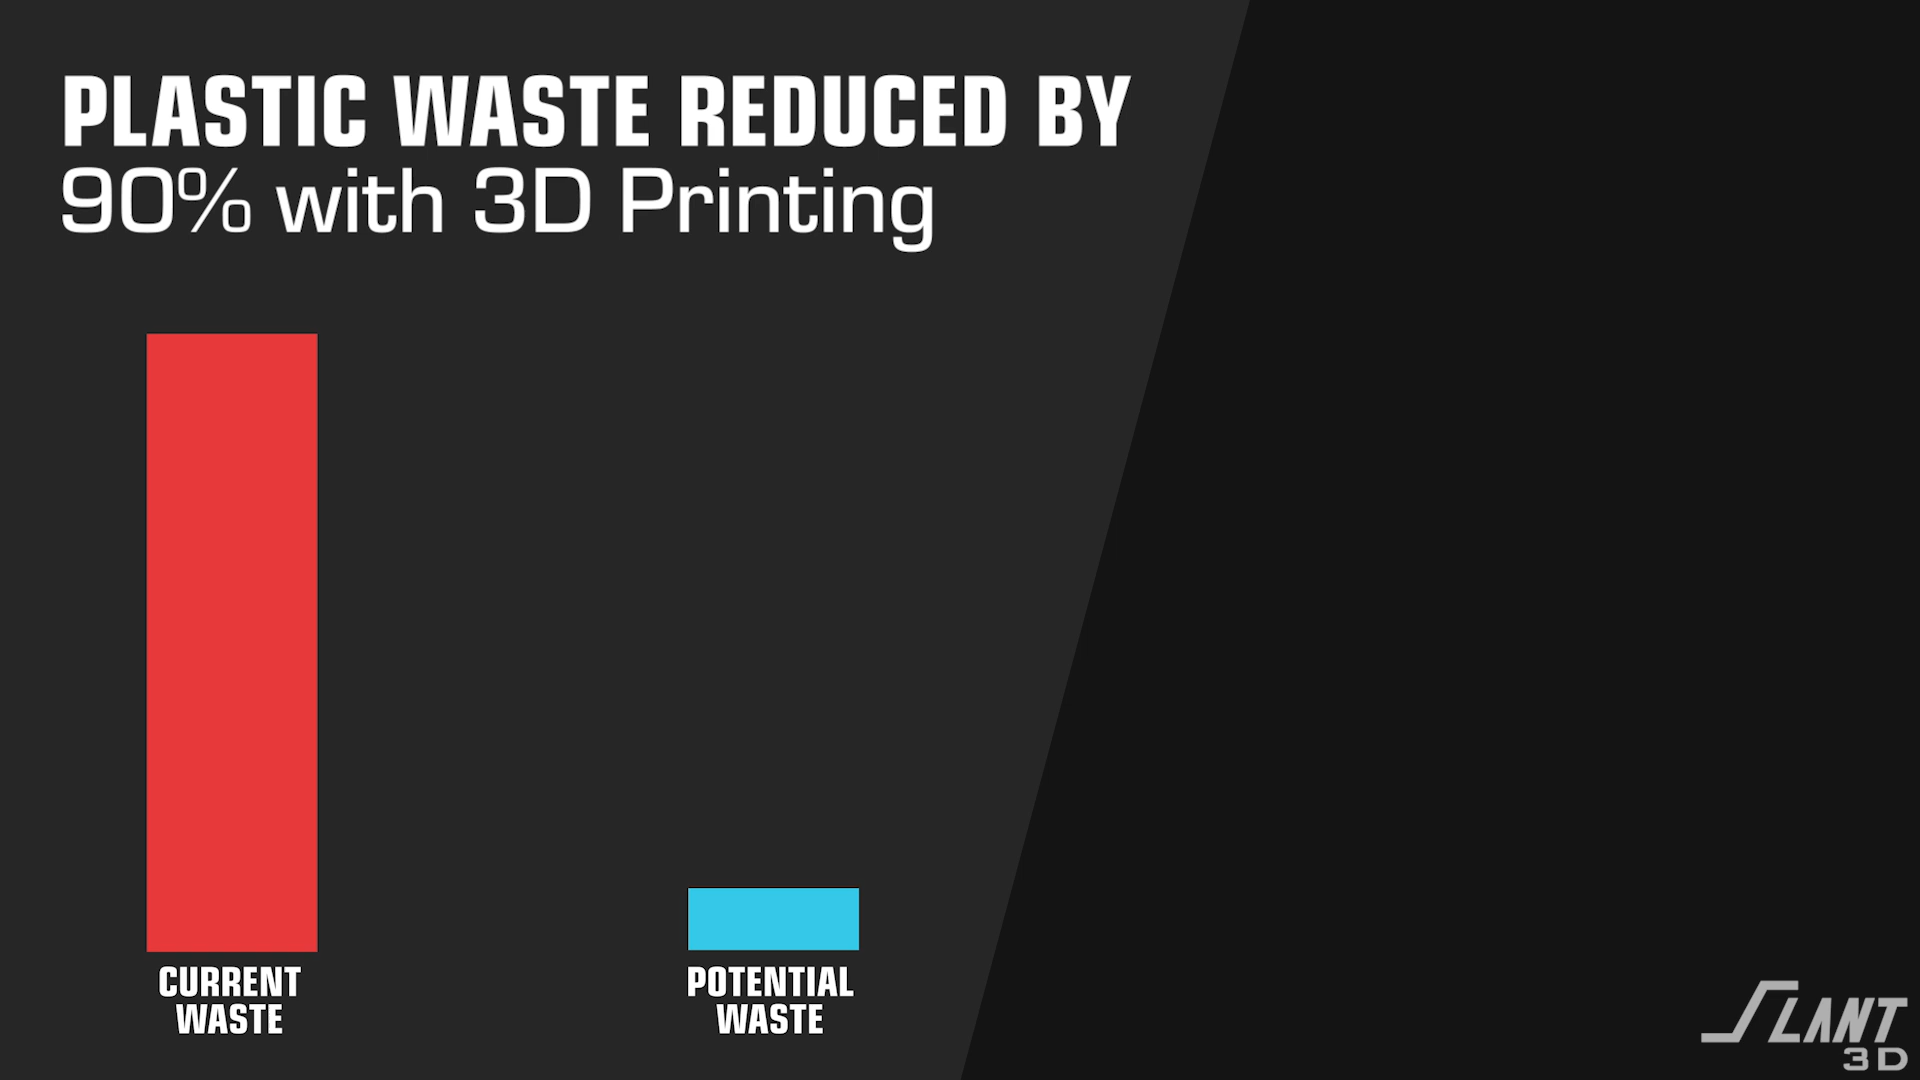 PLASTIC WASTE REDUCED BY
90% with 3D Printing
CURRENT
WASTE
POTENTIAL
WASTE
SLANT
3D